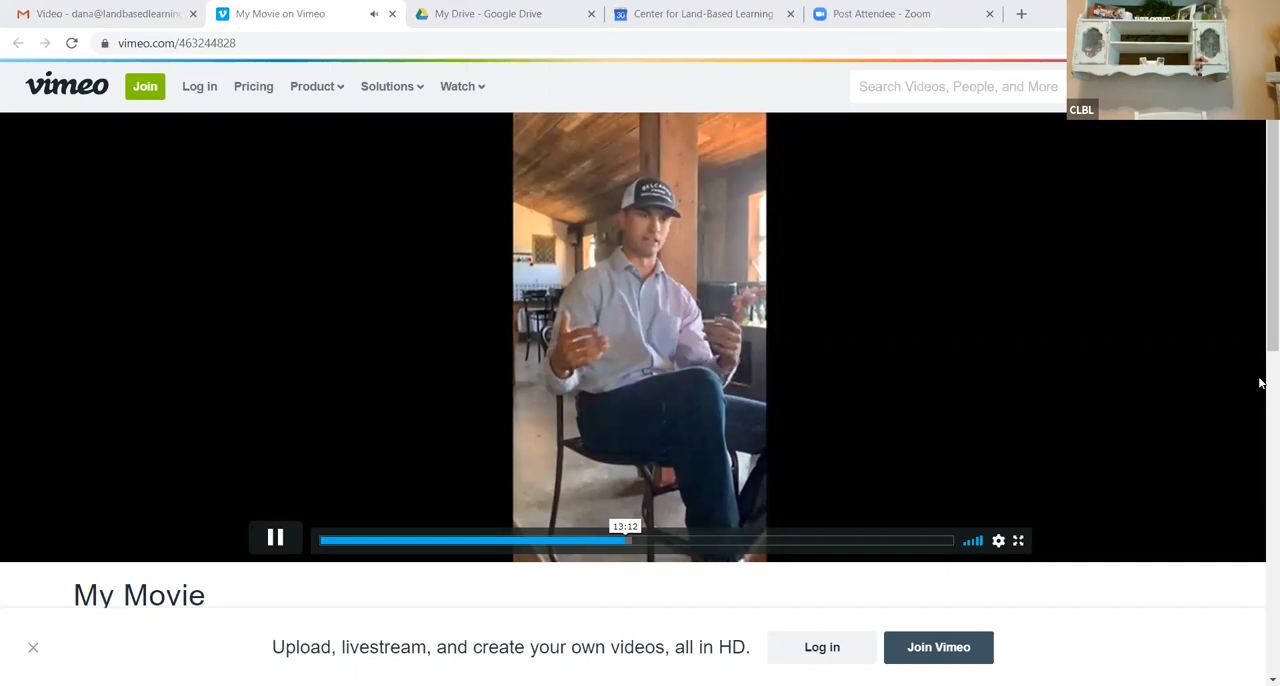 Video - dana@landbasedlearning
My Movie on Vimeo
My Drive - Google Drive
Center for Land-Based Learning
Post Attendee - Zoom
vimeo.com/463244828
vimeo
Join
Log in
Pricing
Product
Solutions
Watch
Search Videos, People, and More
CLBL
13:12
My Movie
Upload, livestream, and create your own videos, all in HD.
Log in
Join Vimeo